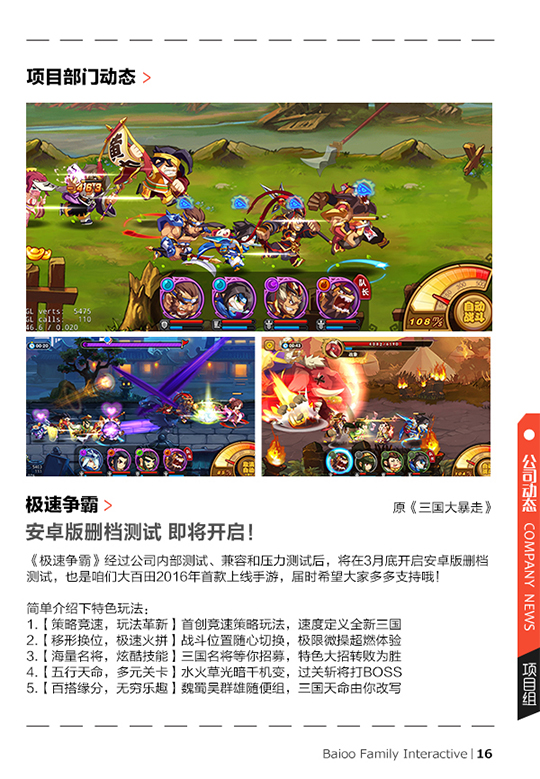 项目部门动态 >
黄
GL verts: 5475
GL calls: 110
46.6 / 0.020
队长
108 m/s
自动战斗
00:20
00:43
极速争霸 >
原《三国大暴走》
安卓版删档测试 即将开启！
《极速争霸》经过公司内部测试、兼容和压力测试后，将在3月底开启安卓版删档
测试，也是咱们大百田2016年首款上线手游，届时希望大家多多支持哦！
简单介绍下特色玩法：
1.【策略竞速，玩法革新】首创竞速策略玩法，速度定义全新三国
2.【移形换位，极速火拼】战斗位置随心切换，极限微操超燃体验
3.【海量名将，炫酷技能】三国名将等你招募，特色大招转败为胜
4.【五行天命，多元关卡】水火草光暗千机变，过关斩将打BOSS
5.【百搭缘分，无穷乐趣】魏蜀吴群雄随便组，三国天命由你改写
公司动态 COMPANY NEWS
项目组
Baioo Family Interactive | 16